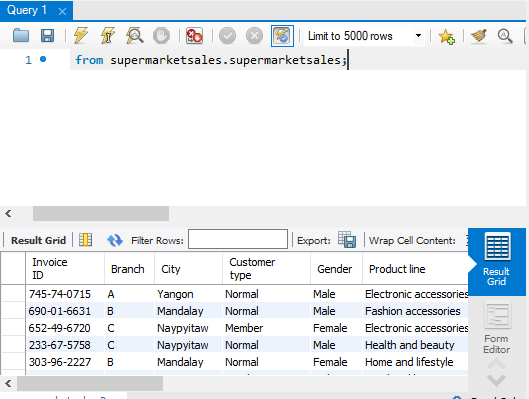 Query 1
Limit to 5000 rows
1 from supermarketsales.supermarketsales;
Result Grid Filter Rows: Export: Wrap Cell Content:
Invoice ID Branch City Customer type Gender Product line
745-74-0715 A Yangon Normal Male Electronic accessories
690-01-6631 B Mandalay Normal Male Fashion accessories
652-49-6720 C Naypyitaw Member Female Electronic accessories
233-67-5758 C Naypyitaw Normal Male Health and beauty
303-96-2227 B Mandalay Normal Female Home and lifestyle
Result Grid
Form Editor